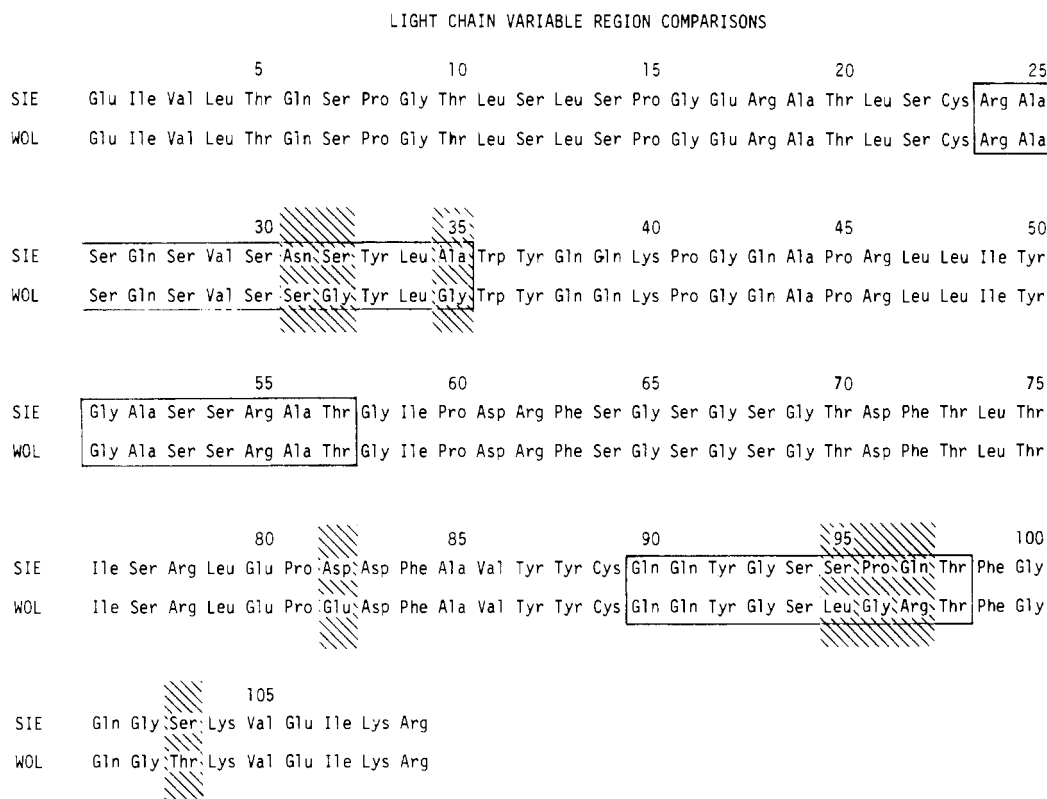 LIGHT CHAIN VARIABLE REGION COMPARISONS
5 10 15 20 25
SIE Glu Ile Val Leu Thr Gln Ser Pro Gly Thr Leu Ser Leu Ser Pro Gly Glu Arg Ala Thr Leu Ser Cys Arg Ala
WOL Glu Ile Val Leu Thr Gln Ser Pro Gly Thr Leu Ser Leu Ser Pro Gly Glu Arg Ala Thr Leu Ser Cys Arg Ala
30 35 40 45 50
SIE Ser Gln Ser Val Ser Asn Ser Tyr Leu Ala Trp Tyr Gln Gln Lys Pro Gly Gln Ala Pro Arg Leu Leu Ile Tyr
WOL Ser Gln Ser Val Ser Ser Gly Tyr Leu Gly Trp Tyr Gln Gln Lys Pro Gly Gln Ala Pro Arg Leu Leu Ile Tyr
55 60 65 70 75
SIE Gly Ala Ser Ser Arg Ala Thr Gly Ile Pro Asp Arg Phe Ser Gly Ser Gly Ser Gly Thr Asp Phe Thr Leu Thr
WOL Gly Ala Ser Ser Arg Ala Thr Gly Ile Pro Asp Arg Phe Ser Gly Ser Gly Ser Gly Thr Asp Phe Thr Leu Thr
80 85 90 95 100
SIE Ile Ser Arg Leu Glu Pro Asp Asp Phe Ala Val Tyr Tyr Cys Gln Gln Tyr Gly Ser Ser Pro Gln Thr Phe Gly
WOL Ile Ser Arg Leu Glu Pro Glu Asp Phe Ala Val Tyr Tyr Cys Gln Gln Tyr Gly Ser Leu Gly Arg Thr Phe Gly
105
SIE Gln Gly Ser Lys Val Glu Ile Lys Arg
WOL Gln Gly Thr Lys Val Glu Ile Lys Arg